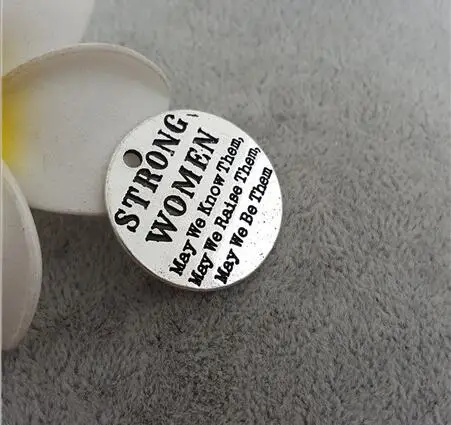 STRONG
WOMEN
May We Know Them,
May We Raise Them,
May We Be Them